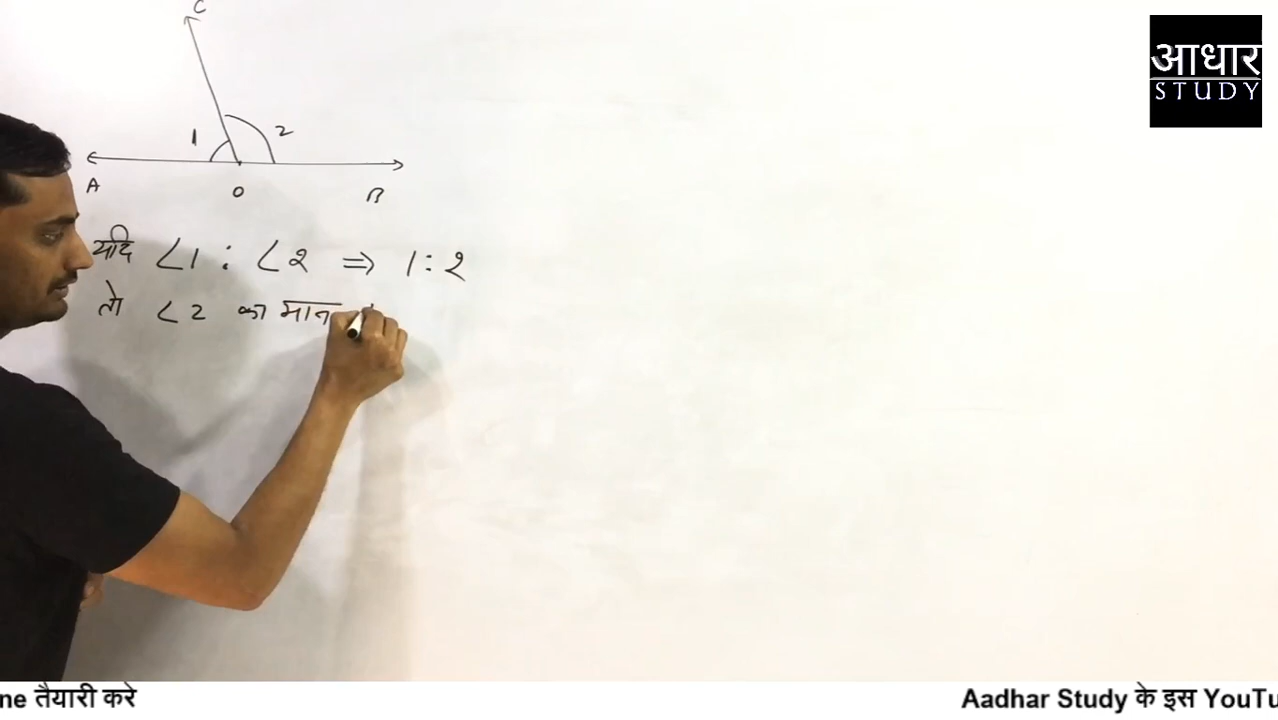 C
1 2
A O B
यदि ∠1 : ∠2 ⇒ 1:2
तो ∠2 का मान
आधार
STUDY
ne तैयारी करे
Aadhar Study के इस YouTu